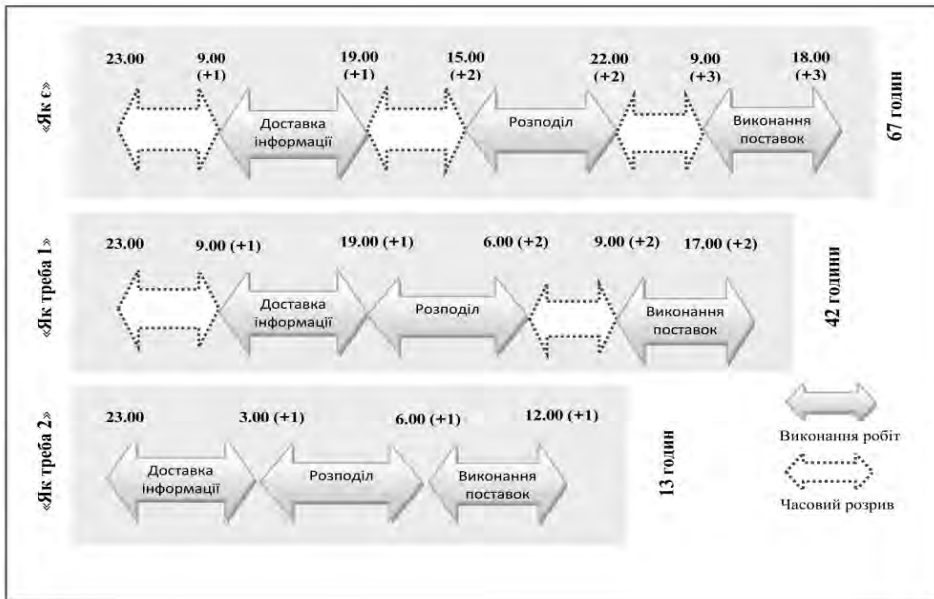 «Як є»
23.00 9.00 19.00 15.00 22.00 9.00 18.00
(+1) (+1) (+2) (+2) (+3) (+3)
Доставка
інформації
Розподіл
Виконання
поставок
67 годин
«Як треба 1»
23.00 9.00 (+1) 19.00 (+1) 6.00 (+2) 9.00 (+2) 17.00 (+2)
Доставка
інформації
Розподіл
Виконання
поставок
42 години
«Як треба 2»
23.00 3.00 (+1) 6.00 (+1) 12.00 (+1)
Доставка
інформації
Розподіл
Виконання
поставок
13 годин
Виконання робіт
Часовий розрив